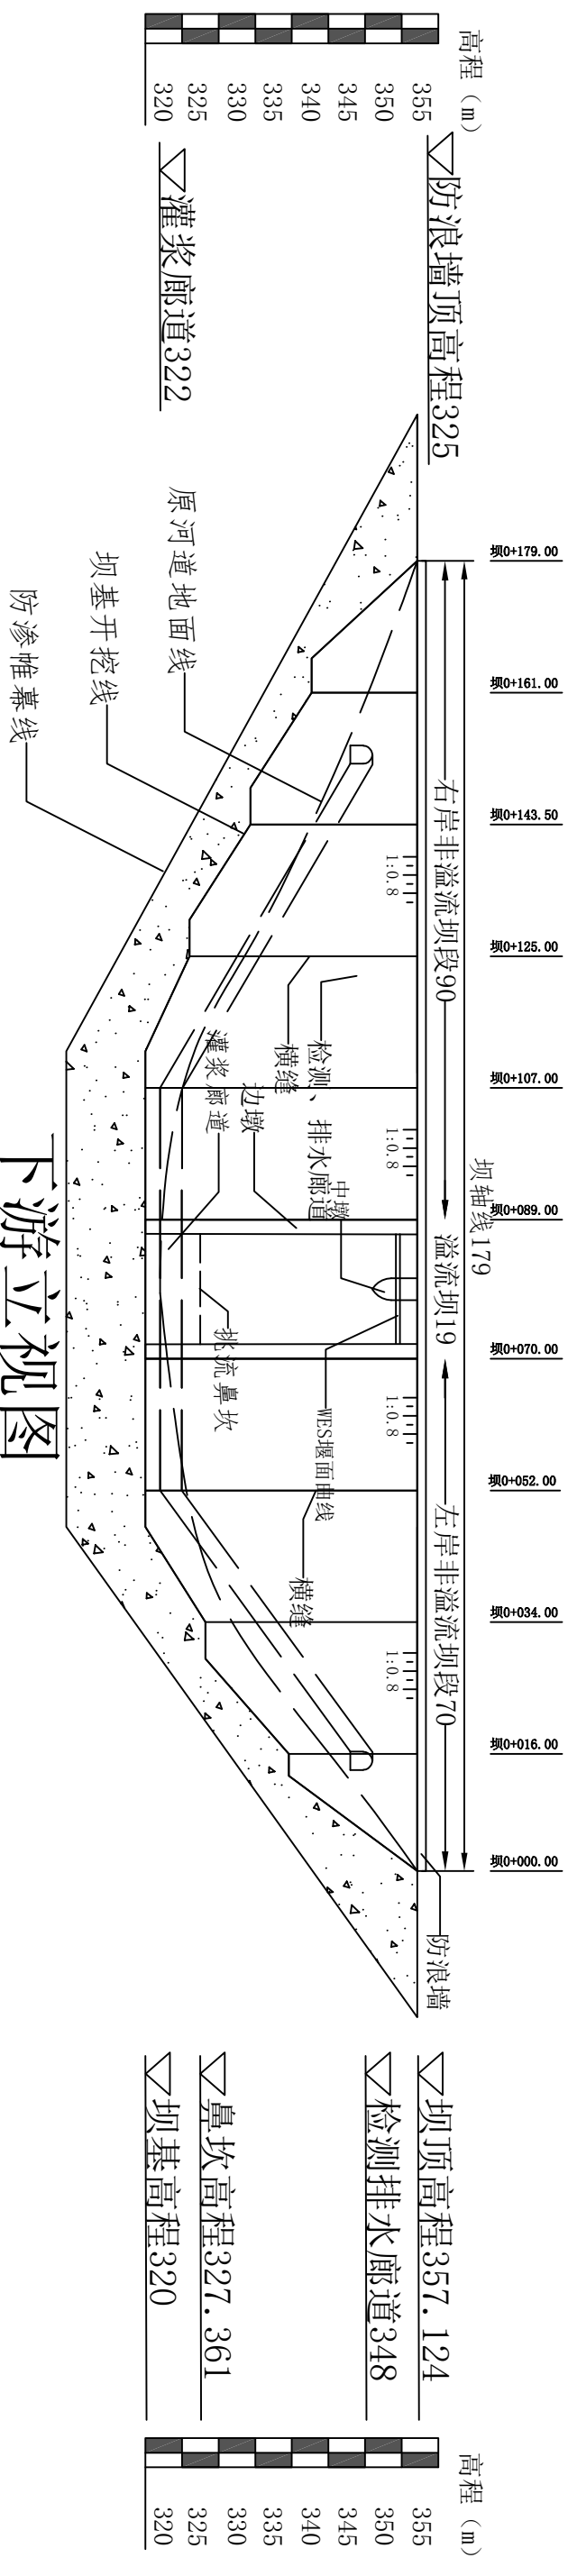 高程（m）
355
350
345
340
335
330
325
320
防浪墙顶高程325
灌浆廊道322
坝0+179.00
坝0+161.00
坝0+143.50
坝0+125.00
坝0+107.00
坝0+089.00
坝0+070.00
坝0+052.00
坝0+034.00
坝0+016.00
坝0+000.00
坝轴线179
右岸非溢流坝段90
溢流坝19
左岸非溢流坝段70
防浪墙
1:0.8
1:0.8
1:0.8
1:0.8
中墩
检测、排水廊道
WES堰面曲线
横缝
横缝
边墩
灌浆廊道
挑流鼻坎
原河道地面线
坝基开挖线
防渗帷幕线
下游立视图
坝顶高程357.124
检测排水廊道348
鼻坎高程327.361
坝基高程320
高程（m）
355
350
345
340
335
330
325
320